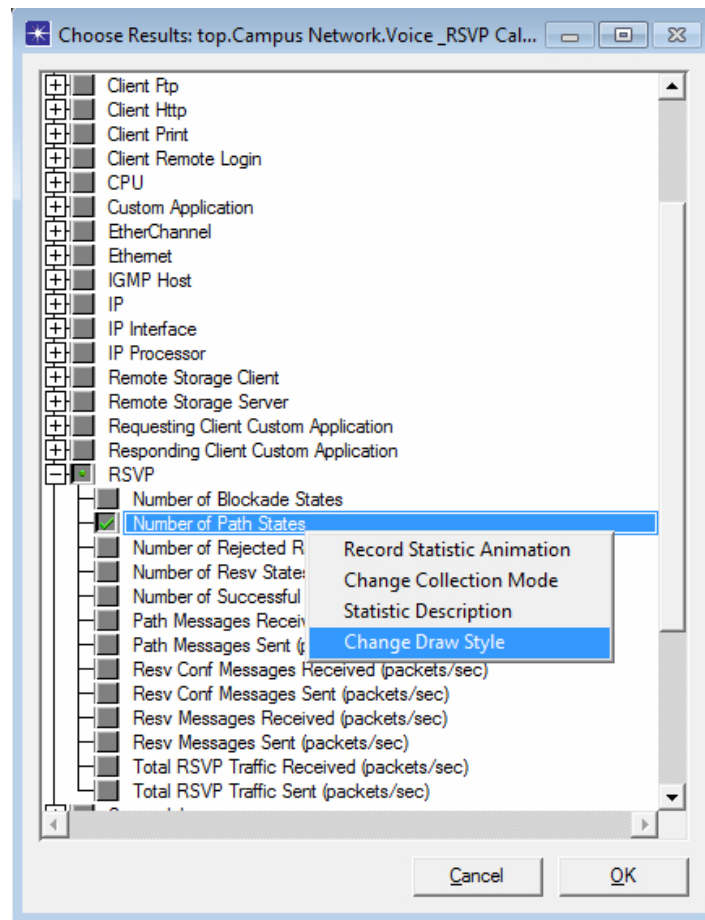 Choose Results: top.Campus Network.Voice _RSVP Cal...
Client Ftp
Client Http
Client Print
Client Remote Login
CPU
Custom Application
EtherChannel
Ethernet
IGMP Host
IP
IP Interface
IP Processor
Remote Storage Client
Remote Storage Server
Requesting Client Custom Application
Responding Client Custom Application
RSVP
Number of Blockade States
Number of Path States
Number of Rejected R
Number of Resv States
Number of Successful
Path Messages Receiv
Path Messages Sent (p
Record Statistic Animation
Change Collection Mode
Statistic Description
Change Draw Style
Resv Conf Messages Received (packets/sec)
Resv Conf Messages Sent (packets/sec)
Resv Messages Received (packets/sec)
Resv Messages Sent (packets/sec)
Total RSVP Traffic Received (packets/sec)
Total RSVP Traffic Sent (packets/sec)
Cancel
OK